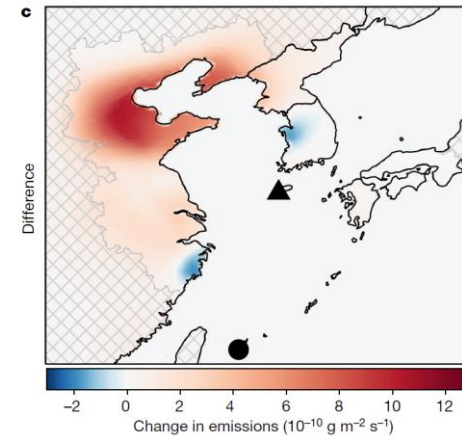 c
Difference
−2 0 2 4 6 8 10 12
Change in emissions (10⁻¹⁰ g m⁻² s⁻¹)